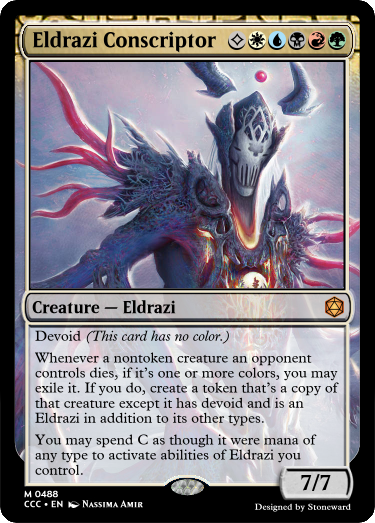 Eldrazi Conscriptor
Creature — Eldrazi
Devoid (This card has no color.)
Whenever a nontoken creature an opponent
controls dies, if it's one or more colors, you may
exile it. If you do, create a token that's a copy of
that creature except it has devoid and is an
Eldrazi in addition to its other types.
You may spend C as though it were mana of
any type to activate abilities of Eldrazi you
control.
7/7
M 0488
CCC • EN Nassima Amir
Designed by Stoneward